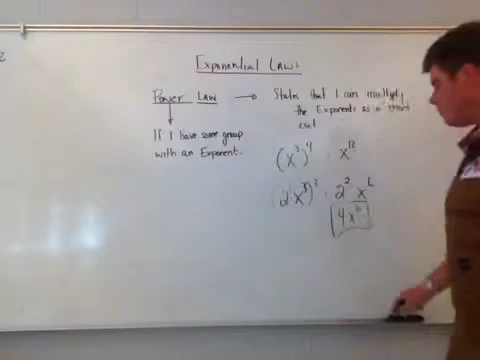 Exponential Laws
Power Law → States that I can multiply
the Exponents as a short
cut
If I have some group
with an Exponent.
(x³)⁴ = x¹²
(2x³)² = 2² x⁶
4x⁶
2